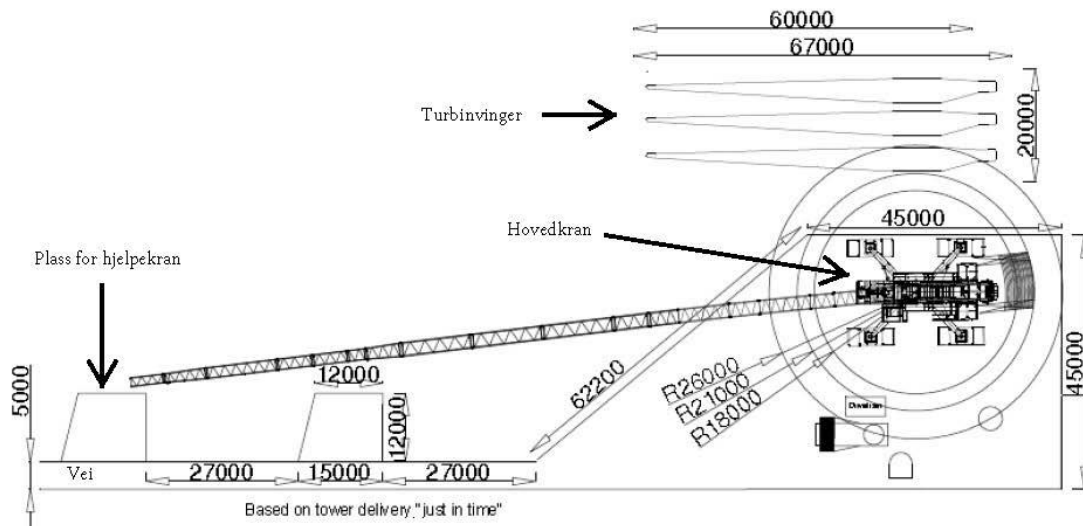 60000
67000
Turbinvinger
20000
45000
Hovedkran
Plass for hjelpekran
5000
12000
62200
R26000
R21000
R18000
45000
12000
Vei
27000
15000
27000
Based on tower delivery,"just in time"